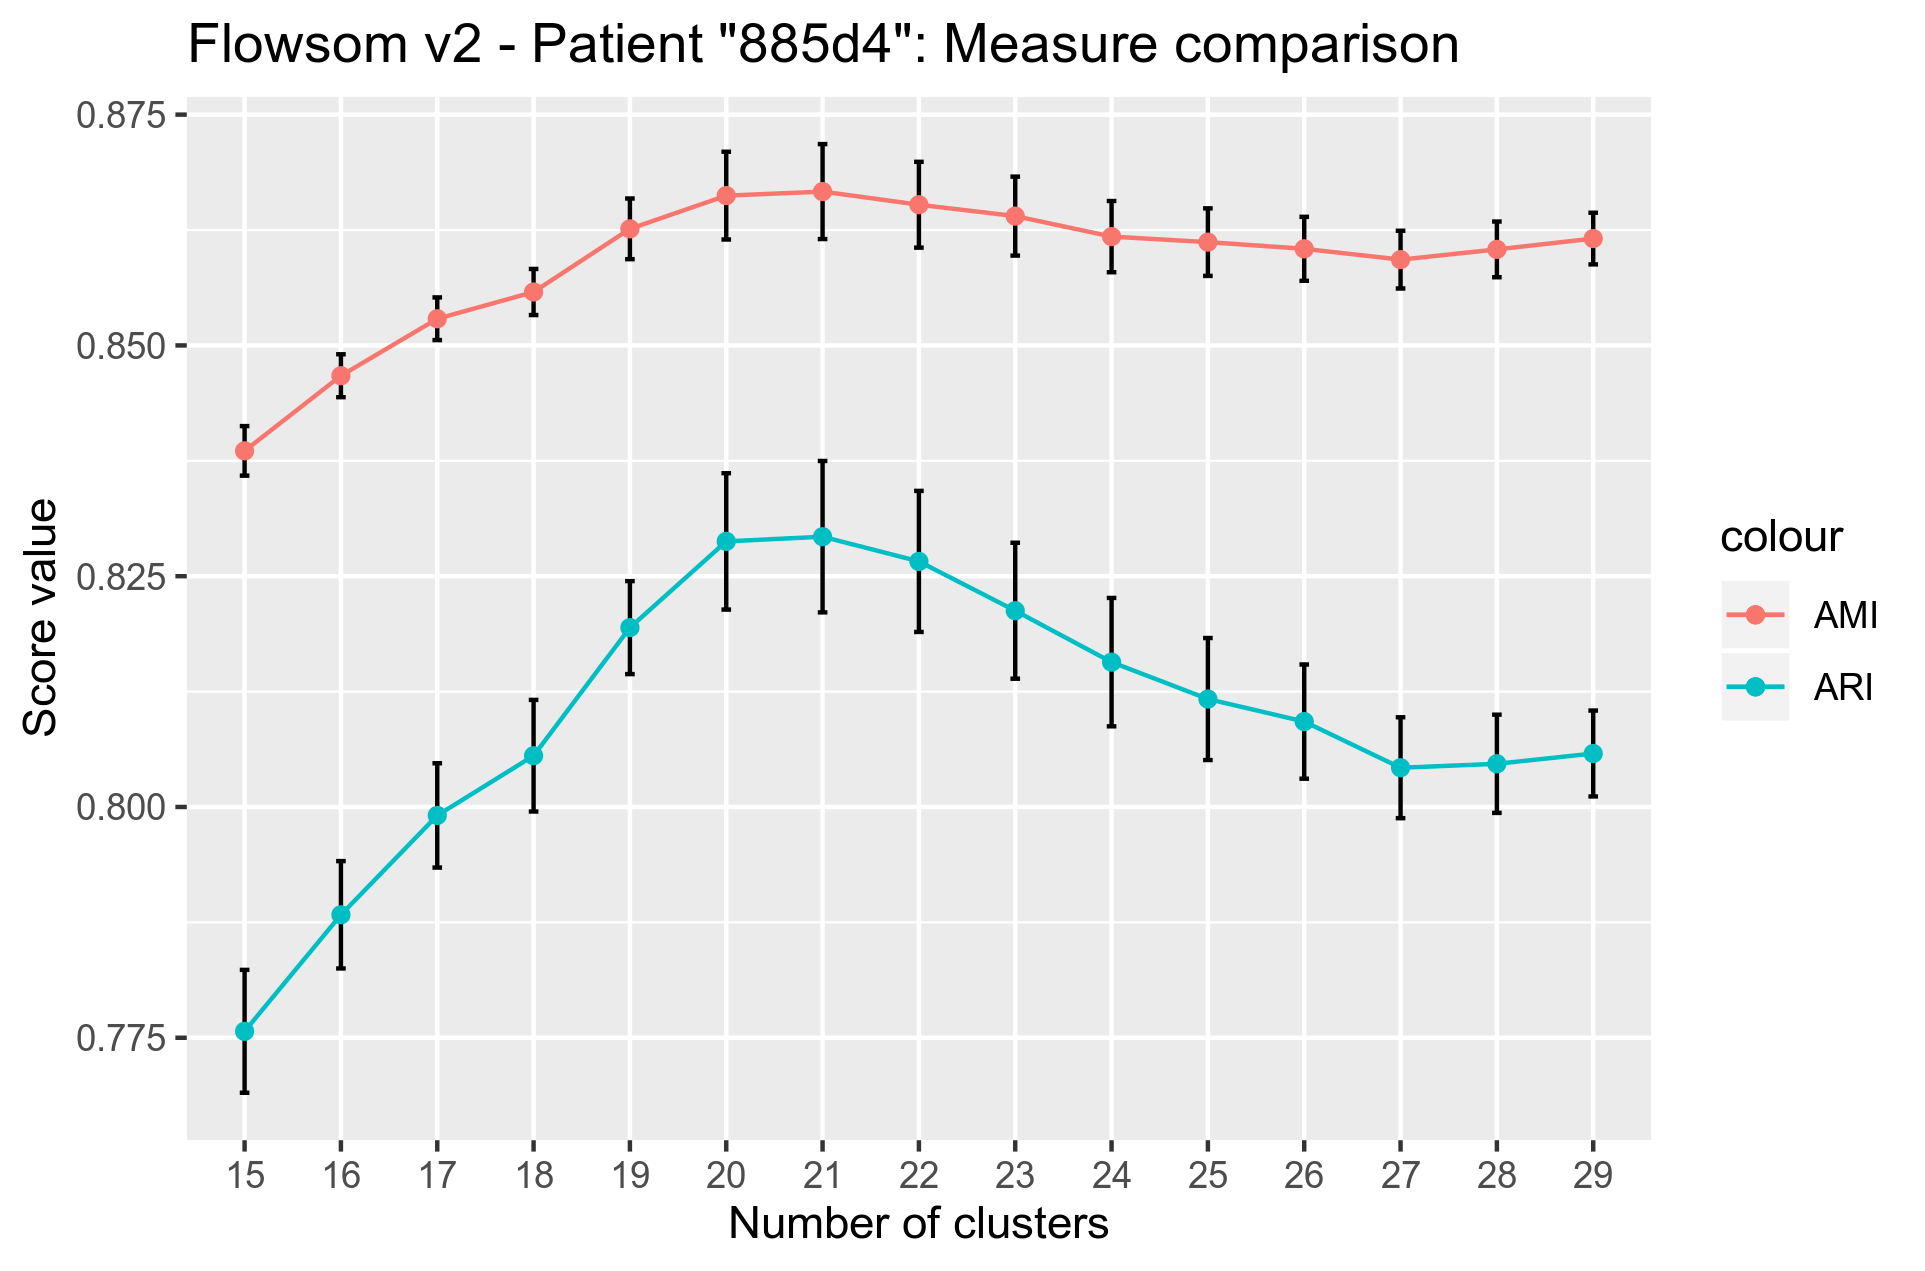 Flowsom v2 - Patient "885d4": Measure comparison
0.875
0.850
0.825
0.800
0.775
Score value
15 16 17 18 19 20 21 22 23 24 25 26 27 28 29
Number of clusters
colour
AMI
ARI